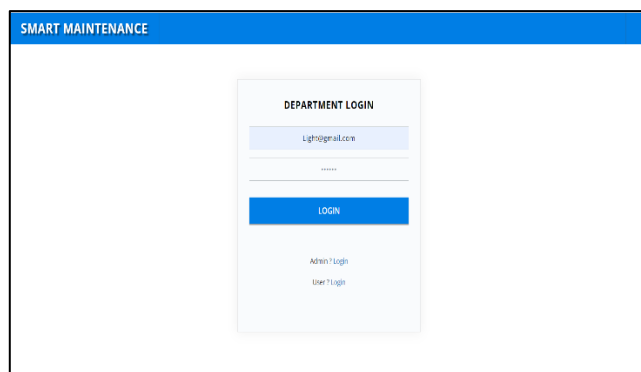 SMART MAINTENANCE
DEPARTMENT LOGIN
Light@gmail.com
······
LOGIN
Admin ? Login
User ? Login